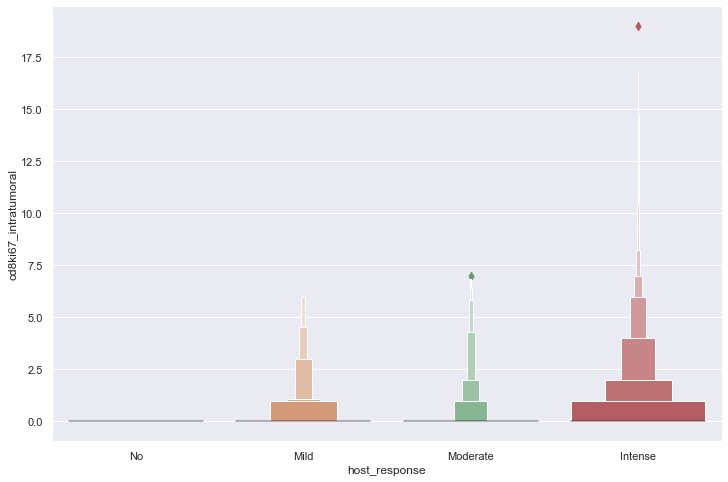 cd8ki67_intratumoral
17.5
15.0
12.5
10.0
7.5
5.0
2.5
0.0
No Mild Moderate Intense
host_response